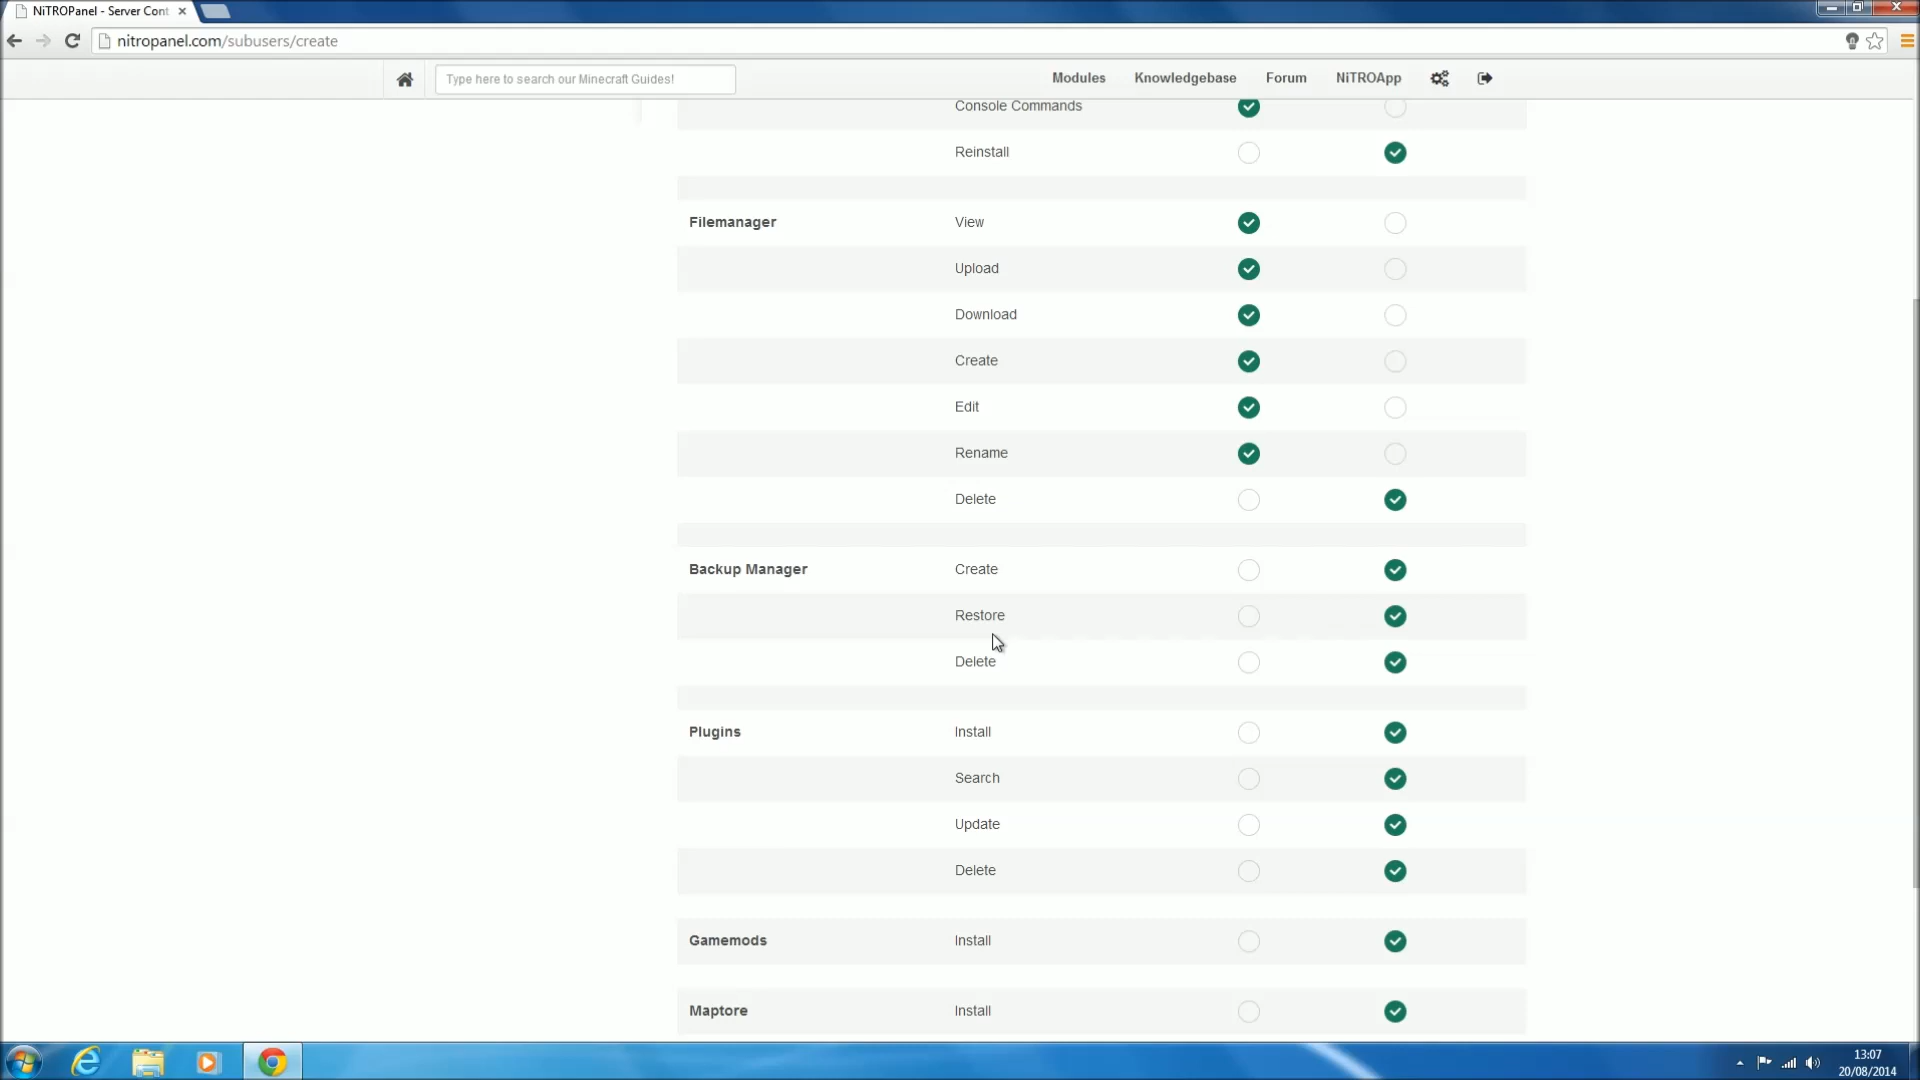 NiTROPanel - Server Cont
nitropanel.com/subusers/create
Type here to search our Minecraft Guides!
Modules Knowledgebase Forum NiTROApp
Console Commands
Reinstall
Filemanager View
Upload
Download
Create
Edit
Rename
Delete
Backup Manager Create
Restore
Delete
Plugins Install
Search
Update
Delete
Gamemods Install
Maptore Install
13:07
20/08/2014